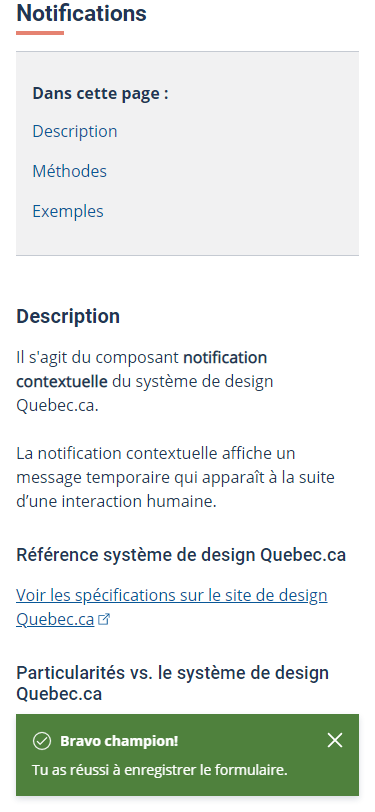 Notifications
Dans cette page :
Description
Méthodes
Exemples
Description
Il s'agit du composant notification
contextuelle du système de design
Quebec.ca.
La notification contextuelle affiche un
message temporaire qui apparaît à la suite
d’une interaction humaine.
Référence système de design Quebec.ca
Voir les spécifications sur le site de design
Quebec.ca
Particularités vs. le système de design
Quebec.ca
Bravo champion!
Tu as réussi à enregistrer le formulaire.